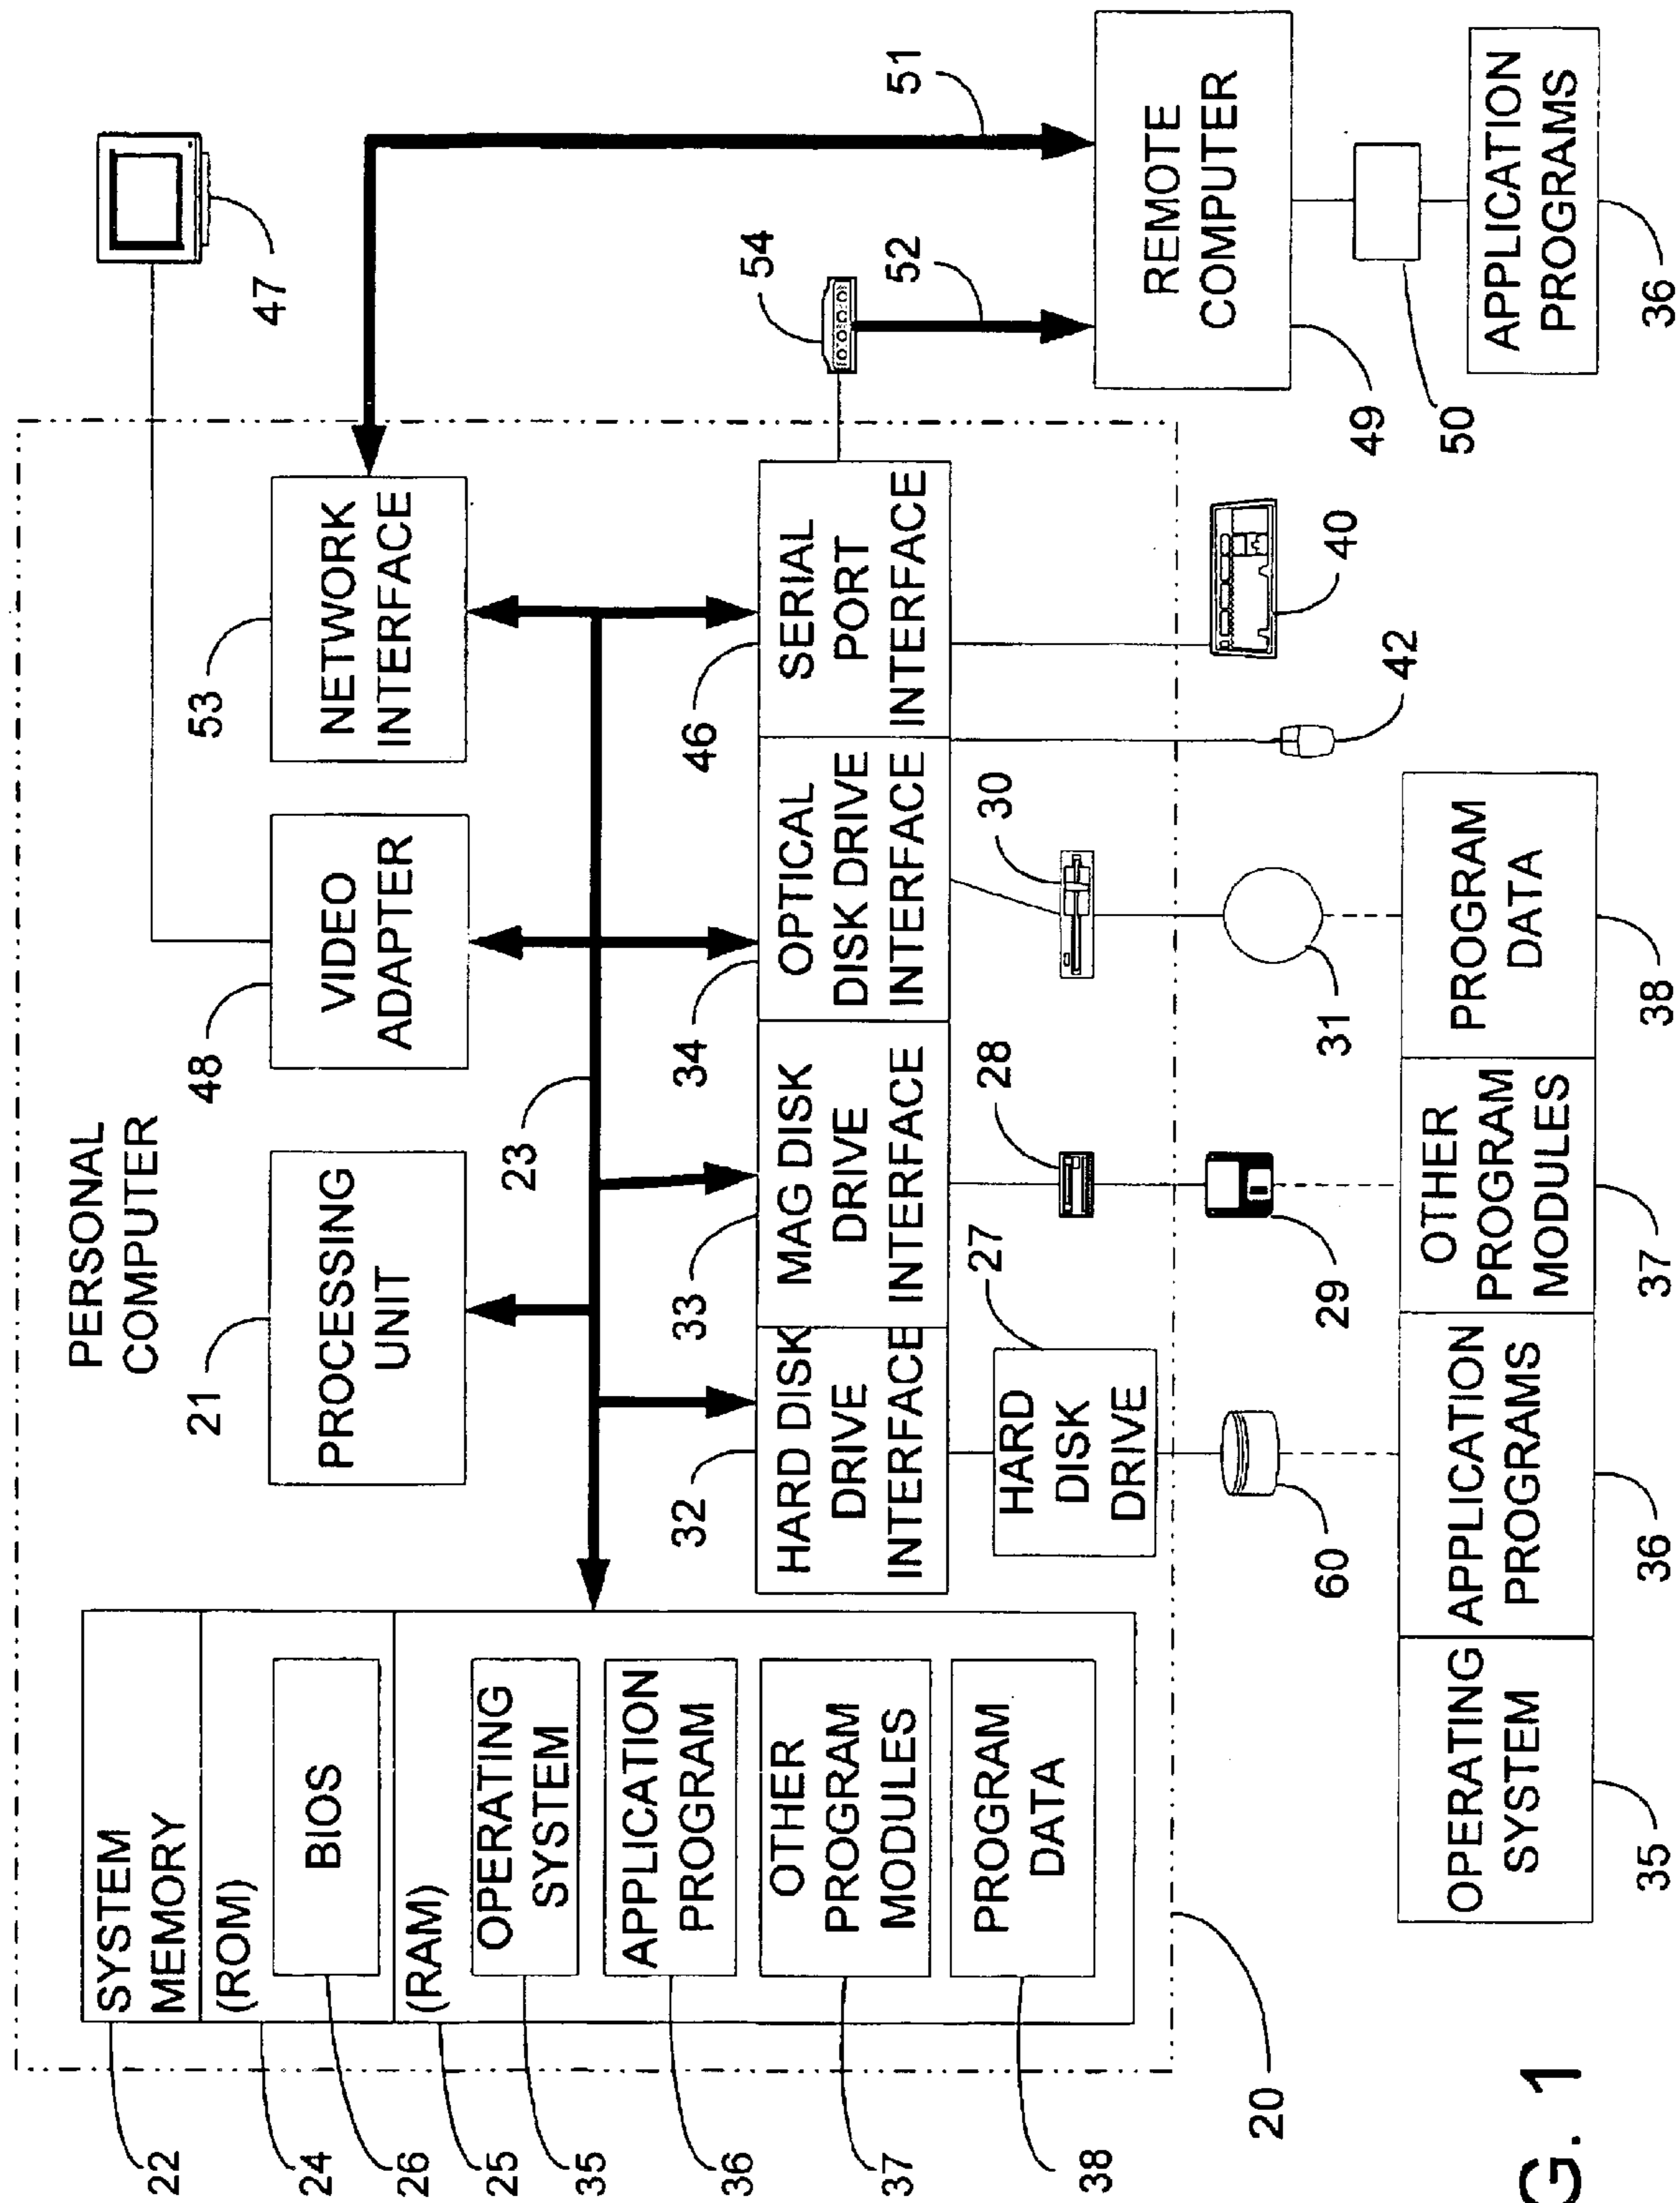 PERSONAL
COMPUTER
22
SYSTEM
MEMORY
24
(ROM)
26
BIOS
25
(RAM)
35
OPERATING
SYSTEM
36
APPLICATION
PROGRAM
37
OTHER
PROGRAM
MODULES
38
PROGRAM
DATA
20
21
PROCESSING
UNIT
48
VIDEO
ADAPTER
53
NETWORK
INTERFACE
47
23
32
HARD DISK
DRIVE
INTERFACE
33
MAG DISK
DRIVE
INTERFACE
34
OPTICAL
DISK DRIVE
INTERFACE
46
SERIAL
PORT
INTERFACE
54
52
51
27
HARD
DISK
DRIVE
28
30
60
29
31
42
40
REMOTE
COMPUTER
49
50
APPLICATION
PROGRAMS
36
OPERATING
SYSTEM
35
APPLICATION
PROGRAMS
36
OTHER
PROGRAM
MODULES
37
PROGRAM
DATA
38
G. 1